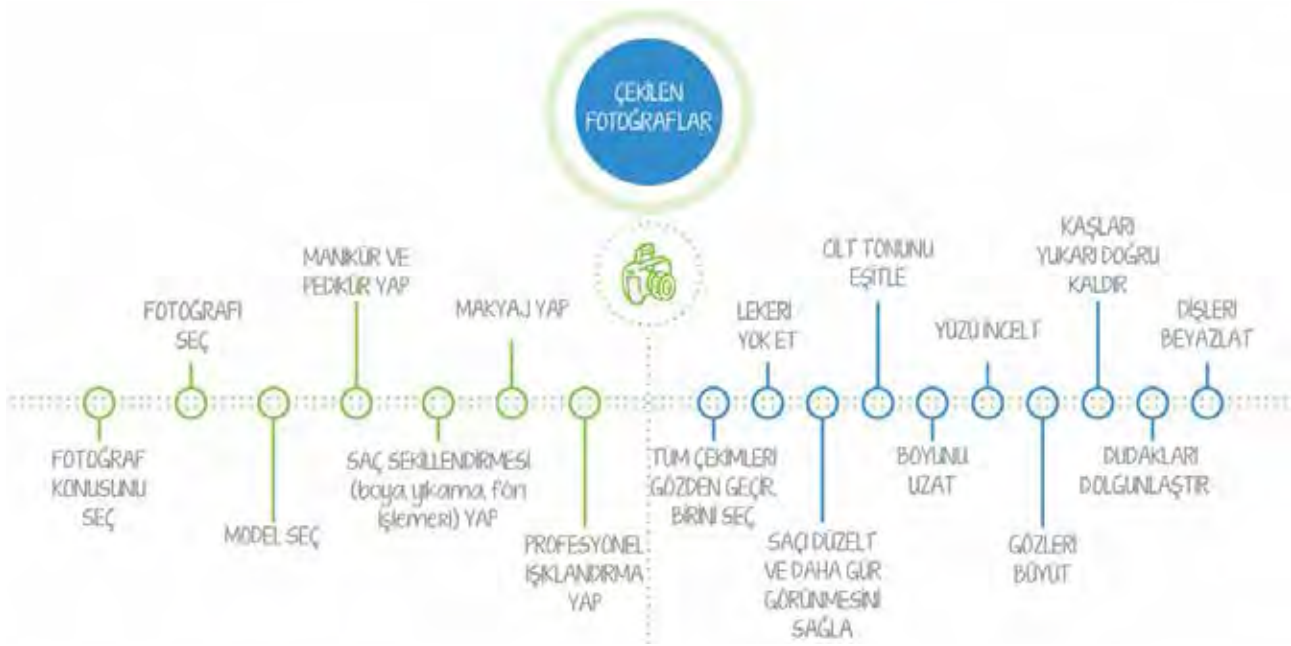 ÇEKİLEN
FOTOĞRAFLAR
FOTOĞRAF
KONUSUNU
SEÇ
FOTOĞRAFI
SEÇ
MODEL SEÇ
MANİKÜR VE
PEDİKÜR YAP
SAÇ SEKİLLENDİRMESİ
(boya yıkama fön
işlemeri) YAP
MAKYAJ YAP
PROFESYONEL
IŞIKLANDIRMA
YAP
TÜM ÇEKİMLERİ
GÖZDEN GEÇİR,
BİRİNİ SEÇ
LEKERİ
YOK ET
SAÇI DÜZELT
VE DAHA GÜR
GÖRÜNMESİNİ
SAĞLA
CİLT TONUNU
EŞİTLE
BOYUNU
UZAT
YÜZÜ İNCELT
GÖZLERİ
BÜYÜT
KAŞLARI
YUKARI DOĞRU
KALDIR
DUDAKLARI
DOLGUNLAŞTIR
DİŞLERİ
BEYAZLAT